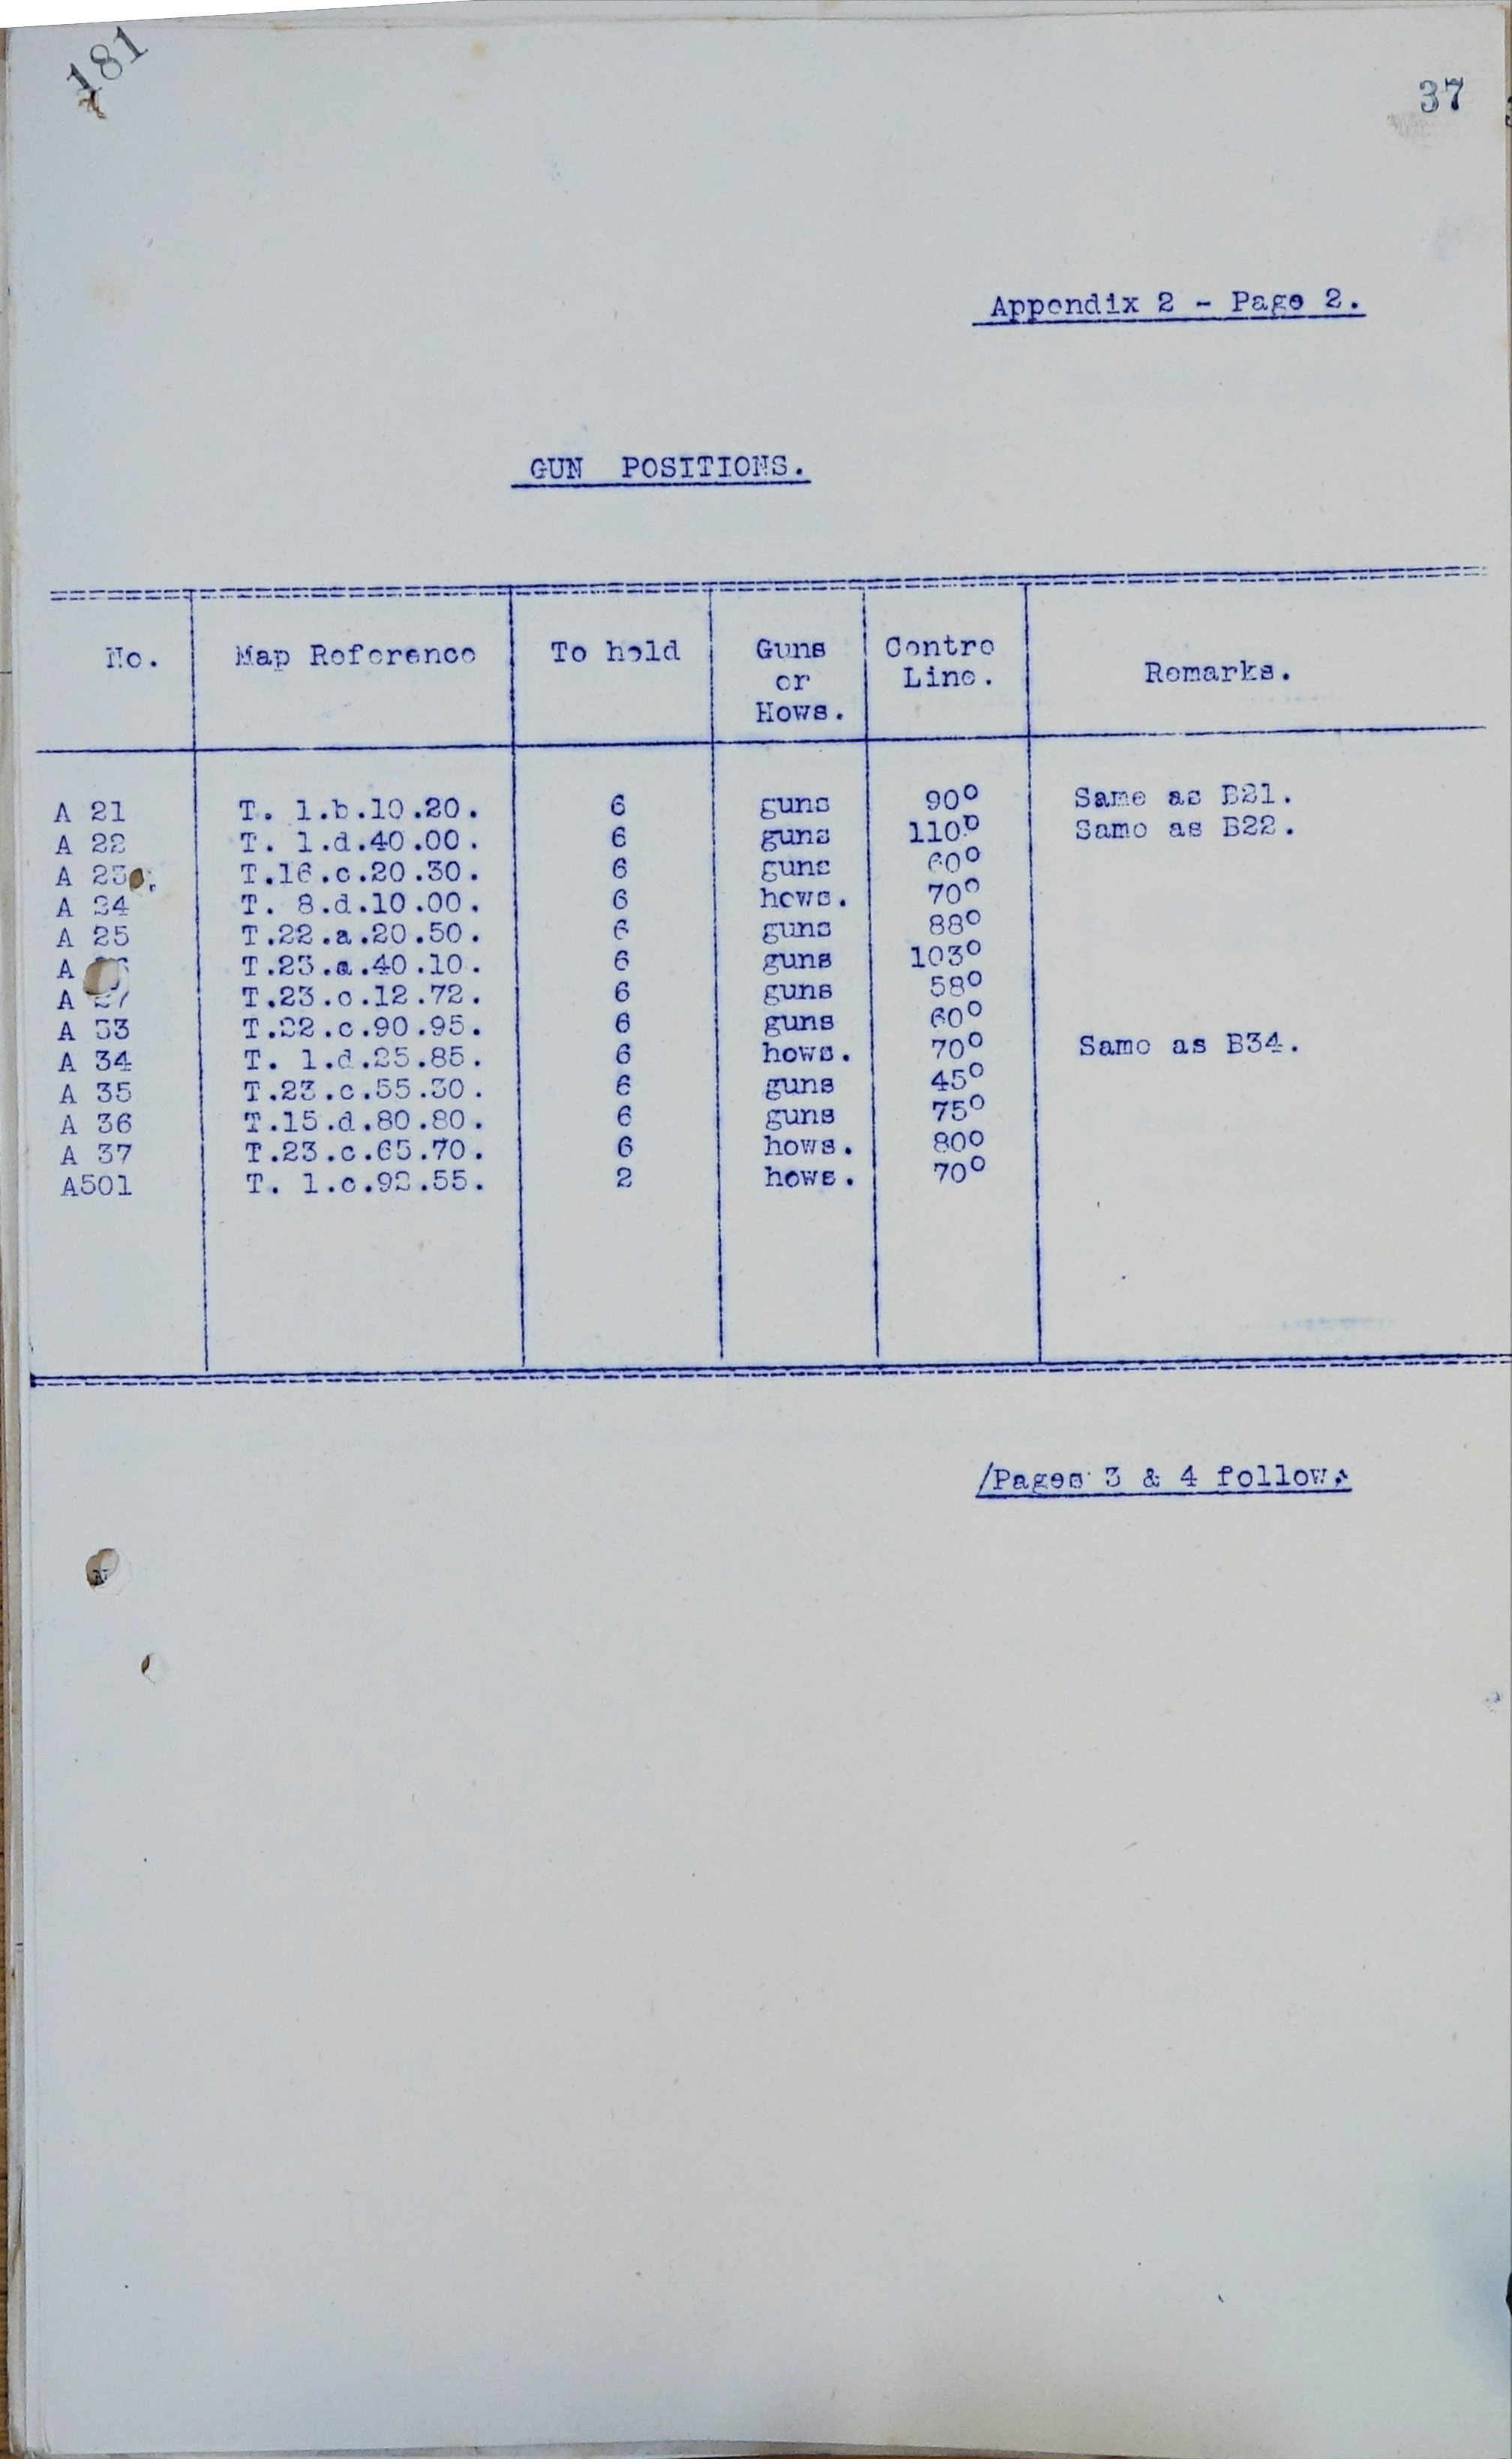 181
37
Appendix 2 - Page 2.
GUN POSITIONS.
No. Map Reference To hold Guns or Hows. Centre Line. Remarks.
A 21 T. 1.b.10.20. 6 guns 90° Same as B21.
A 22 T. 1.d.40.00. 6 guns 110° Same as B22.
A 23 T.16.c.20.30. 6 guns 60°
A 24 T. 8.d.10.00. 6 hows. 70°
A 25 T.22.a.20.50. 6 guns 88°
A T.23.a.40.10. 6 guns 103°
A 27 T.23.c.12.72. 6 guns 58°
A 33 T.22.c.90.95. 6 guns 60°
A 34 T. 1.d.25.85. 6 hows. 70° Same as B34.
A 35 T.23.c.55.30. 6 guns 45°
A 36 T.15.d.80.80. 6 guns 75°
A 37 T.23.c.65.70. 6 hows. 80°
A501 T. 1.c.92.55. 2 hows. 70°
/Pages 3 & 4 follow.